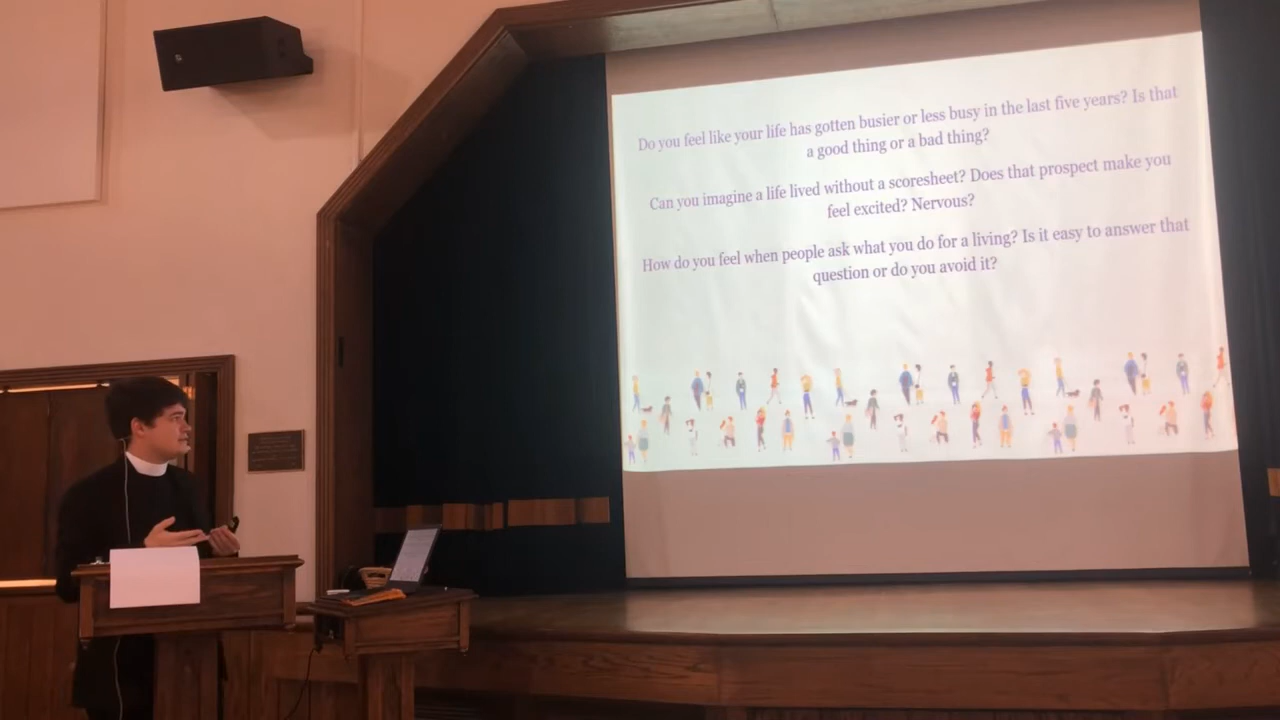 Do you feel like your life has gotten busier or less busy in the last five years? Is that
a good thing or a bad thing?
Can you imagine a life lived without a scoresheet? Does that prospect make you
feel excited? Nervous?
How do you feel when people ask what you do for a living? Is it easy to answer that
question or do you avoid it?